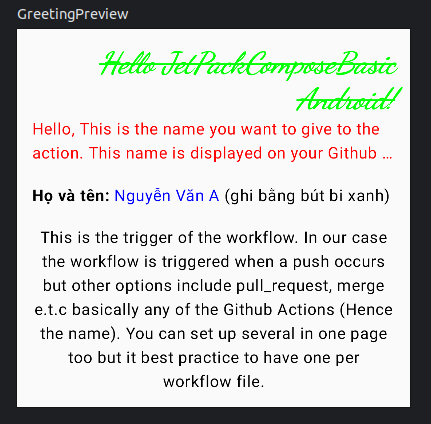 GreetingPreview
Hello JetPackComposeBasic
Android!
Hello, This is the name you want to give to the
action. This name is displayed on your Github ...
Họ và tên: Nguyễn Văn A (ghi bằng bút bi xanh)
This is the trigger of the workflow. In our case
the workflow is triggered when a push occurs
but other options include pull_request, merge
e.t.c basically any of the Github Actions (Hence
the name). You can set up several in one page
too but it best practice to have one per
workflow file.